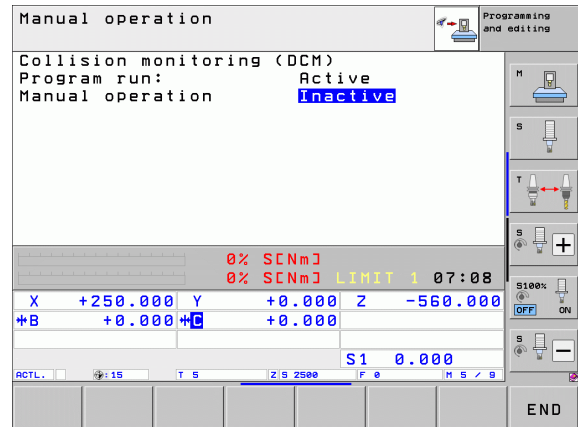 Manual operation
Programming
and editing
Collision monitoring (DCM)
Program run: Active
Manual operation Inactive
M
S
T
S
0% S[Nm]
0% S[Nm] LIMIT 1 07:08
S100%
OFF ON
X +250.000 Y +0.000 Z -560.000
B +0.000 C +0.000
S
S1 0.000
ACTL. :15 T 5 Z S 2500 F 0 M 5 / 9
END